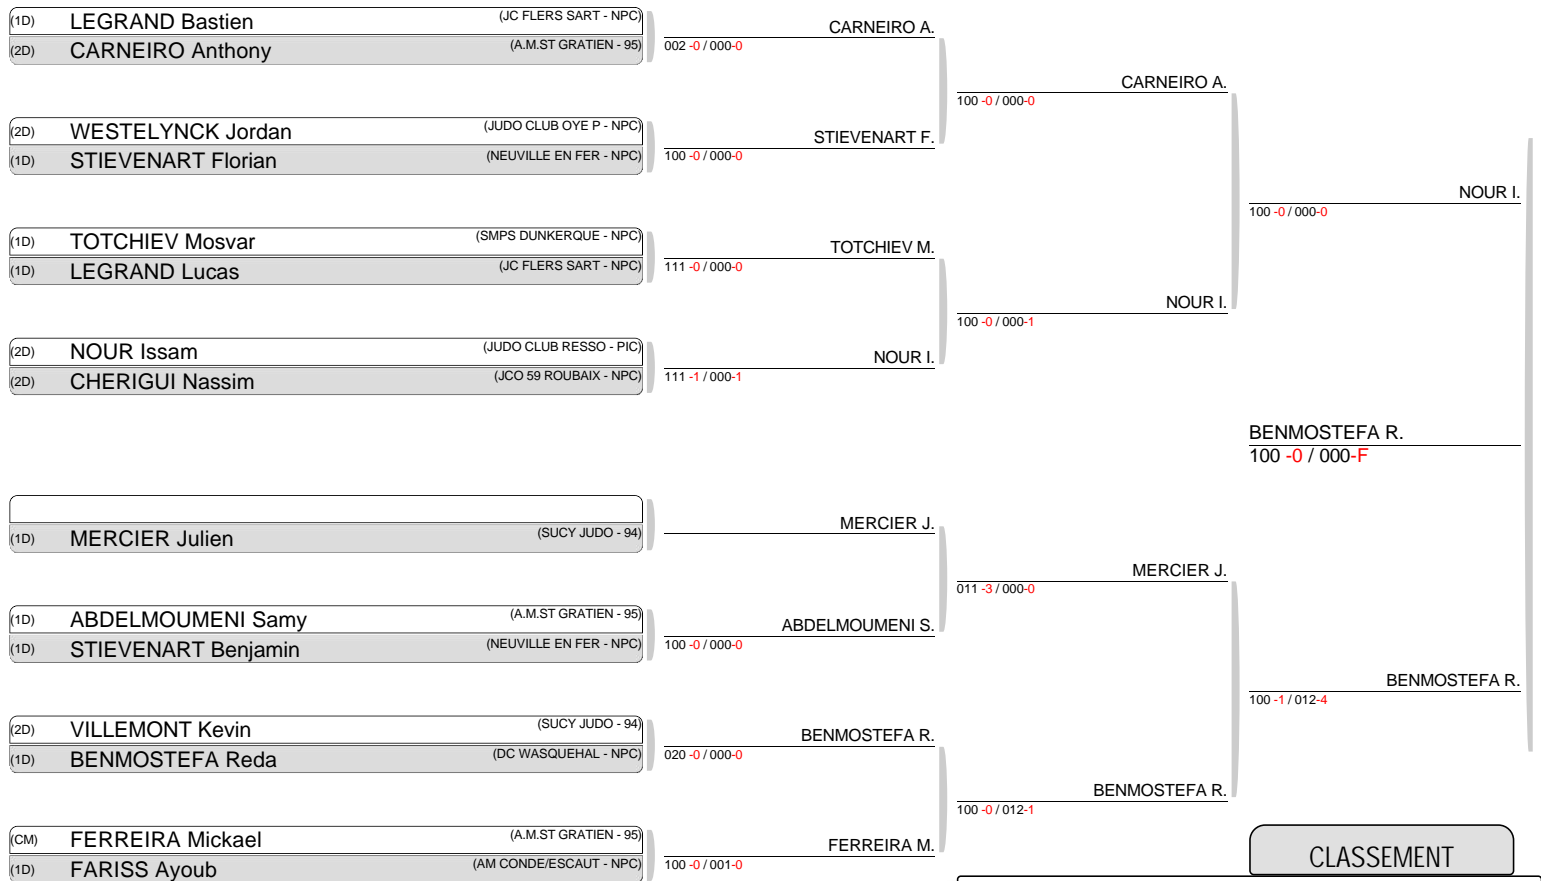 (1D) LEGRAND Bastien (JC FLERS SART - NPC)
(2D) CARNEIRO Anthony (A.M.ST GRATIEN - 95)
CARNEIRO A.
002 -0 / 000-0
(2D) WESTELYNCK Jordan (JUDO CLUB OYE P - NPC)
(1D) STIEVENART Florian (NEUVILLE EN FER - NPC)
STIEVENART F.
100 -0 / 000-0
CARNEIRO A.
100 -0 / 000-0
(1D) TOTCHIEV Mosvar (SMPS DUNKERQUE - NPC)
(1D) LEGRAND Lucas (JC FLERS SART - NPC)
TOTCHIEV M.
111 -0 / 000-0
(2D) NOUR Issam (JUDO CLUB RESSO - PIC)
(2D) CHERIGUI Nassim (JCO 59 ROUBAIX - NPC)
NOUR I.
111 -1 / 000-1
NOUR I.
100 -0 / 000-1
NOUR I.
100 -0 / 000-0
BENMOSTEFA R.
100 -0 / 000-F
(1D) MERCIER Julien (SUCY JUDO - 94)
MERCIER J.
(1D) ABDELMOUMENI Samy (A.M.ST GRATIEN - 95)
(1D) STIEVENART Benjamin (NEUVILLE EN FER - NPC)
ABDELMOUMENI S.
100 -0 / 000-0
MERCIER J.
011 -3 / 000-0
(2D) VILLEMONT Kevin (SUCY JUDO - 94)
(1D) BENMOSTEFA Reda (DC WASQUEHAL - NPC)
BENMOSTEFA R.
020 -0 / 000-0
(CM) FERREIRA Mickael (A.M.ST GRATIEN - 95)
(1D) FARISS Ayoub (AM CONDE/ESCAUT - NPC)
FERREIRA M.
100 -0 / 001-0
BENMOSTEFA R.
100 -0 / 012-1
BENMOSTEFA R.
100 -1 / 012-4
CLASSEMENT